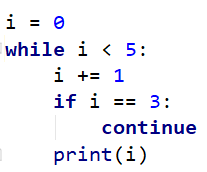 i = 0
while i < 5:
    i += 1
    if i == 3:
        continue
    print(i)